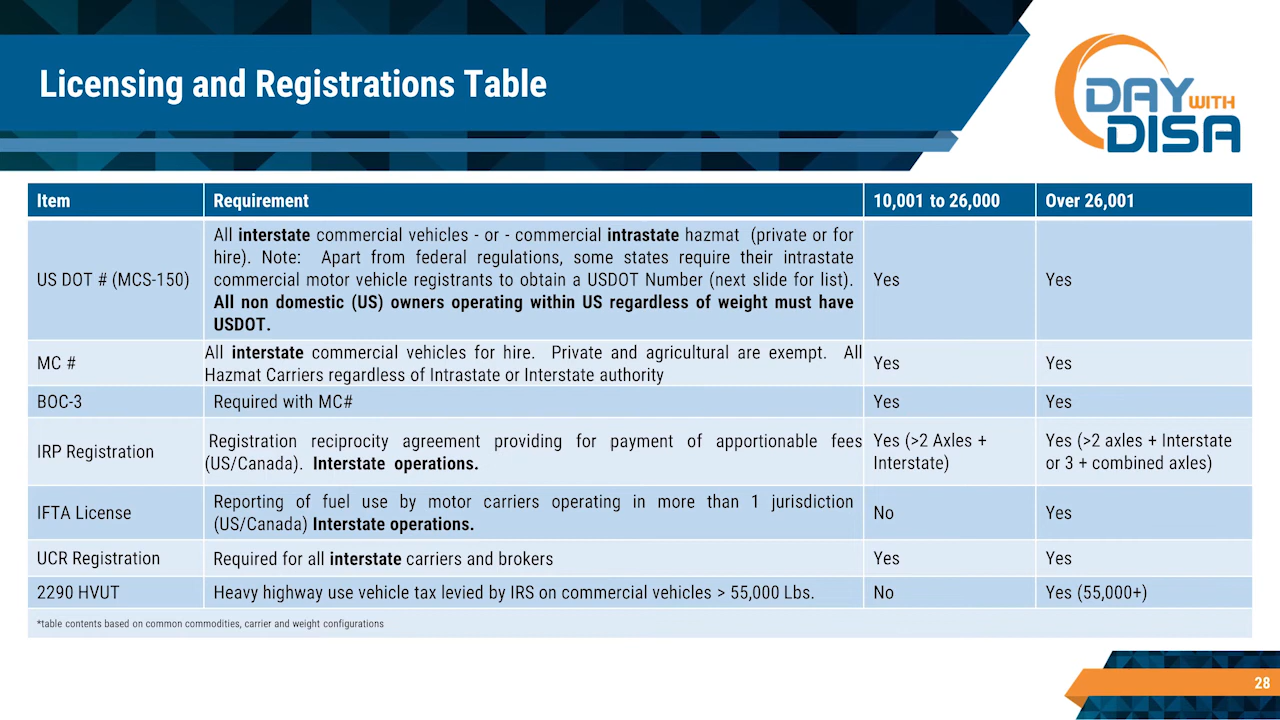 Licensing and Registrations Table
DAY WITH
DISA
Item
Requirement
10,001 to 26,000
Over 26,001
US DOT # (MCS-150)
All interstate commercial vehicles - or - commercial intrastate hazmat (private or for
hire). Note: Apart from federal regulations, some states require their intrastate
commercial motor vehicle registrants to obtain a USDOT Number (next slide for list).
All non domestic (US) owners operating within US regardless of weight must have
USDOT.
Yes
Yes
MC #
All interstate commercial vehicles for hire. Private and agricultural are exempt. All
Hazmat Carriers regardless of Intrastate or Interstate authority
Yes
Yes
BOC-3
Required with MC#
Yes
Yes
IRP Registration
Registration reciprocity agreement providing for payment of apportionable fees
(US/Canada). Interstate operations.
Yes (>2 Axles +
Interstate)
Yes (>2 axles + Interstate
or 3 + combined axles)
IFTA License
Reporting of fuel use by motor carriers operating in more than 1 jurisdiction
(US/Canada) Interstate operations.
No
Yes
UCR Registration
Required for all interstate carriers and brokers
Yes
Yes
2290 HVUT
Heavy highway use vehicle tax levied by IRS on commercial vehicles > 55,000 Lbs.
No
Yes (55,000+)
*table contents based on common commodities, carrier and weight configurations
28